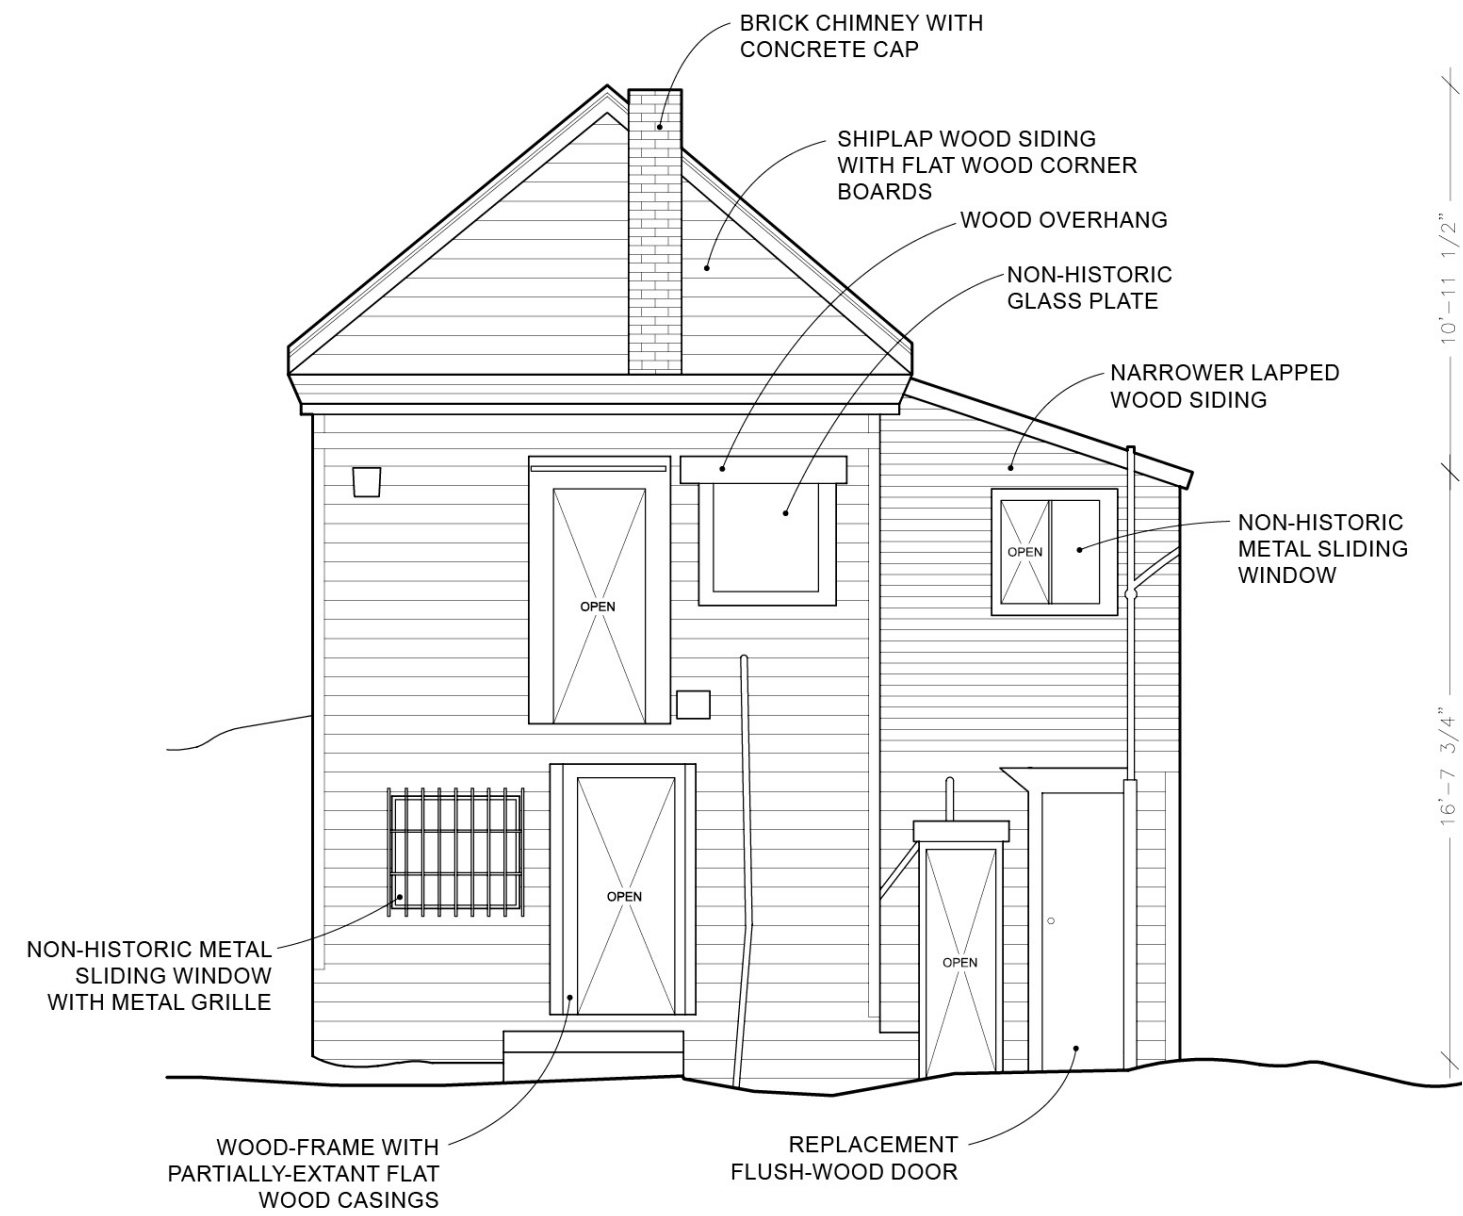 BRICK CHIMNEY WITH
CONCRETE CAP
SHIPLAP WOOD SIDING
WITH FLAT WOOD CORNER
BOARDS
WOOD OVERHANG
NON-HISTORIC
GLASS PLATE
10'-11 1/2"
NARROWER LAPPED
WOOD SIDING
NON-HISTORIC
METAL SLIDING
WINDOW
OPEN
OPEN
16'-7 3/4"
OPEN
OPEN
NON-HISTORIC METAL
SLIDING WINDOW
WITH METAL GRILLE
WOOD-FRAME WITH
PARTIALLY-EXTANT FLAT
WOOD CASINGS
REPLACEMENT
FLUSH-WOOD DOOR